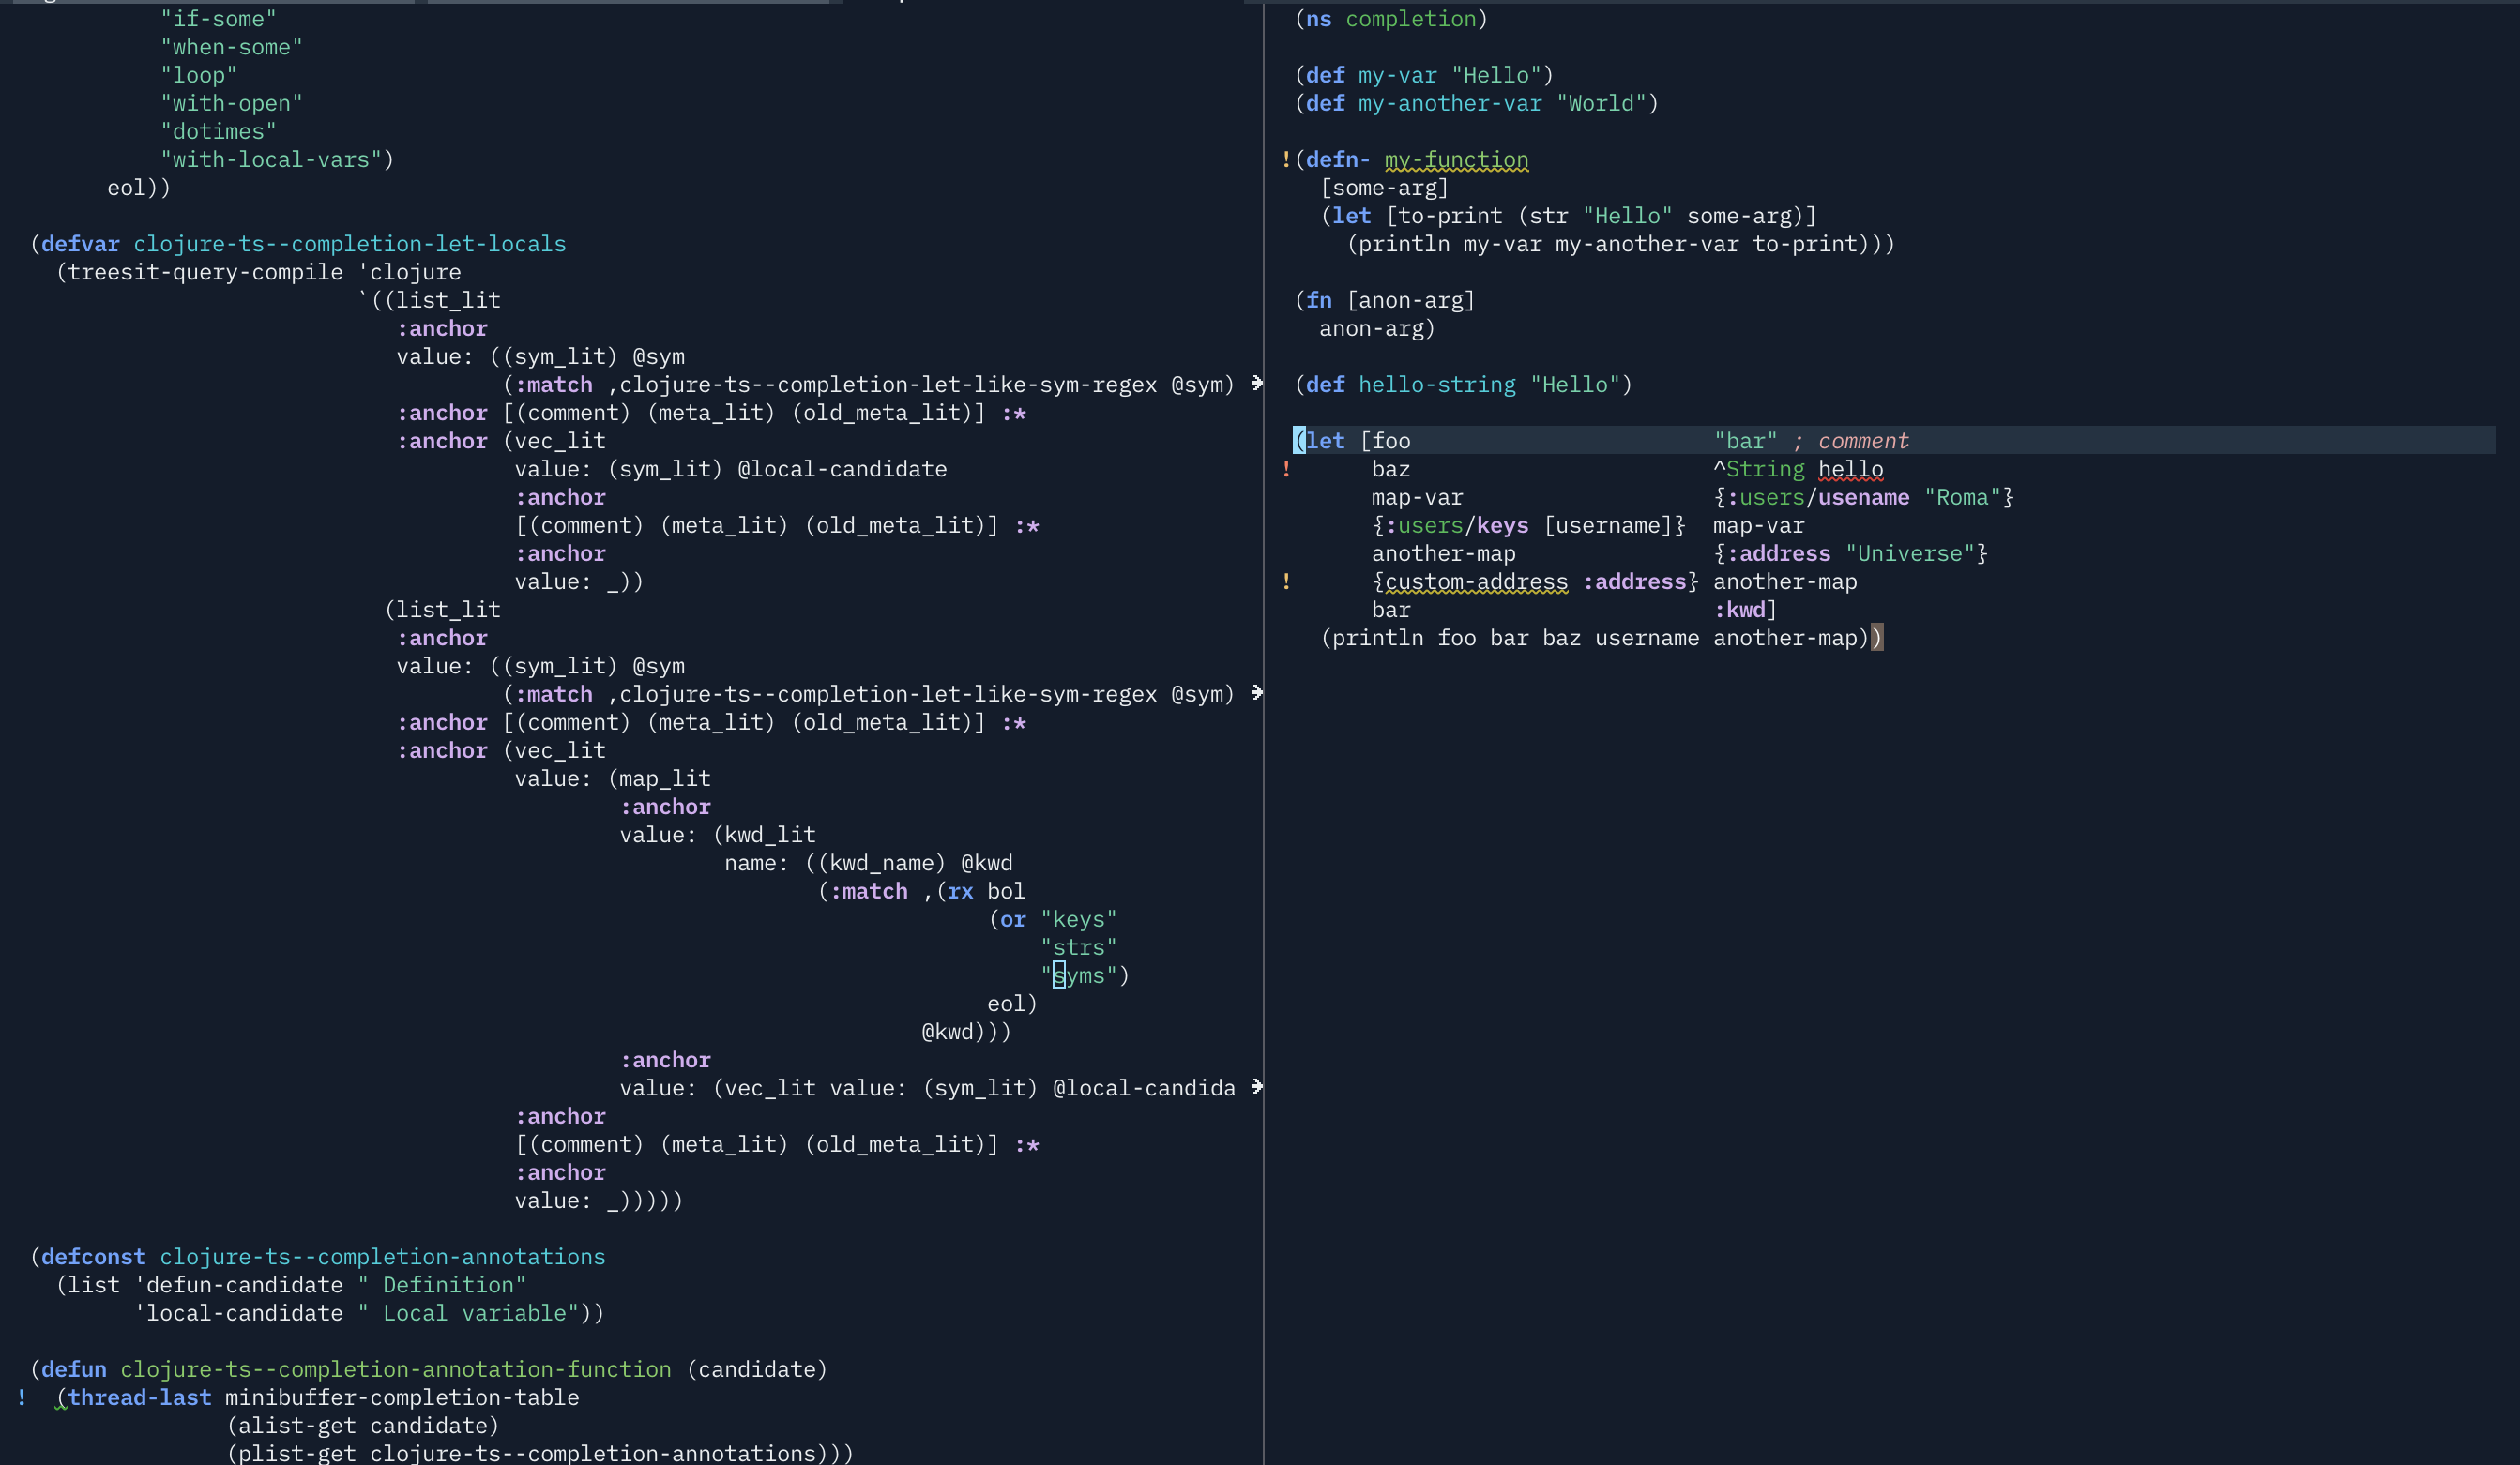 "if-some"
"when-some"
"loop"
"with-open"
"dotimes"
"with-local-vars")
eol))
(defvar clojure-ts--completion-let-locals
(treesit-query-compile 'clojure
`((list_lit
:anchor
value: ((sym_lit) @sym
(:match ,clojure-ts--completion-let-like-sym-regex @sym)
:anchor [(comment) (meta_lit) (old_meta_lit)] :*
:anchor (vec_lit
value: (sym_lit) @local-candidate
:anchor
[(comment) (meta_lit) (old_meta_lit)] :*
:anchor
value: _))
(list_lit
:anchor
value: ((sym_lit) @sym
(:match ,clojure-ts--completion-let-like-sym-regex @sym)
:anchor [(comment) (meta_lit) (old_meta_lit)] :*
:anchor (vec_lit
value: (map_lit
:anchor
value: (kwd_lit
name: ((kwd_name) @kwd
(:match ,(rx bol
(or "keys"
"strs"
"syms")
eol)
@kwd)))
:anchor
value: (vec_lit value: (sym_lit) @local-candida
:anchor
[(comment) (meta_lit) (old_meta_lit)] :*
:anchor
value: _)))))
(defconst clojure-ts--completion-annotations
(list 'defun-candidate " Definition"
'local-candidate " Local variable"))
(defun clojure-ts--completion-annotation-function (candidate)
! (thread-last minibuffer-completion-table
(alist-get candidate)
(plist-get clojure-ts--completion-annotations)))
(ns completion)
(def my-var "Hello")
(def my-another-var "World")
!(defn- my-function
[some-arg]
(let [to-print (str "Hello" some-arg)]
(println my-var my-another-var to-print)))
(fn [anon-arg]
anon-arg)
(def hello-string "Hello")
(let [foo "bar" ; comment
! baz ^String hello
map-var {:users/usename "Roma"}
{:users/keys [username]} map-var
another-map {:address "Universe"}
! {custom-address :address} another-map
bar :kwd]
(println foo bar baz username another-map))